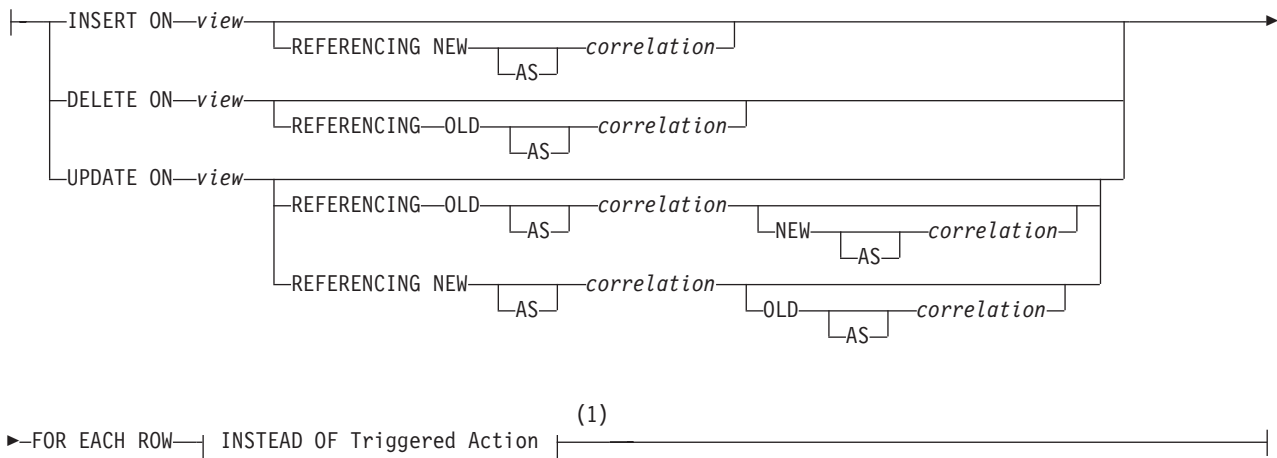 INSERT ON view
REFERENCING NEW AS correlation
DELETE ON view
REFERENCING OLD AS correlation
UPDATE ON view
REFERENCING OLD AS correlation NEW AS correlation
REFERENCING NEW AS correlation OLD AS correlation
(1)
FOR EACH ROW INSTEAD OF Triggered Action